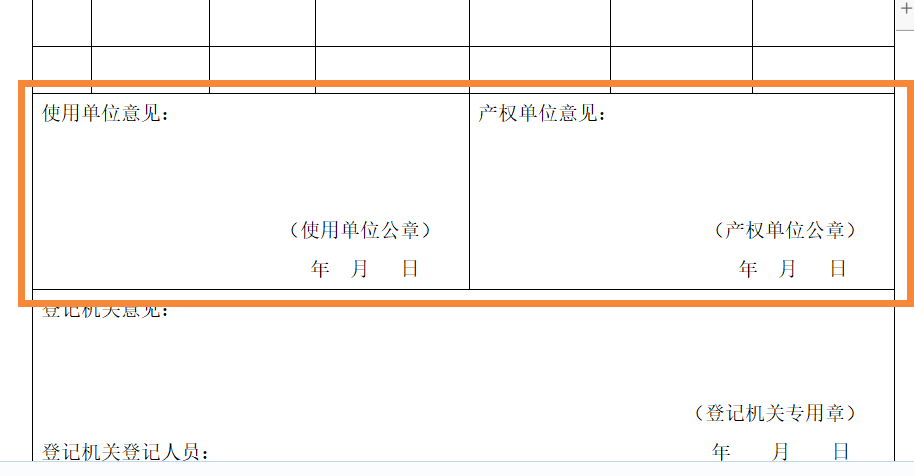 使用单位意见：
产权单位意见：
（使用单位公章）
（产权单位公章）
年 月 日
年 月 日
登记机关意见：
（登记机关专用章）
登记机关登记人员：
年 月 日